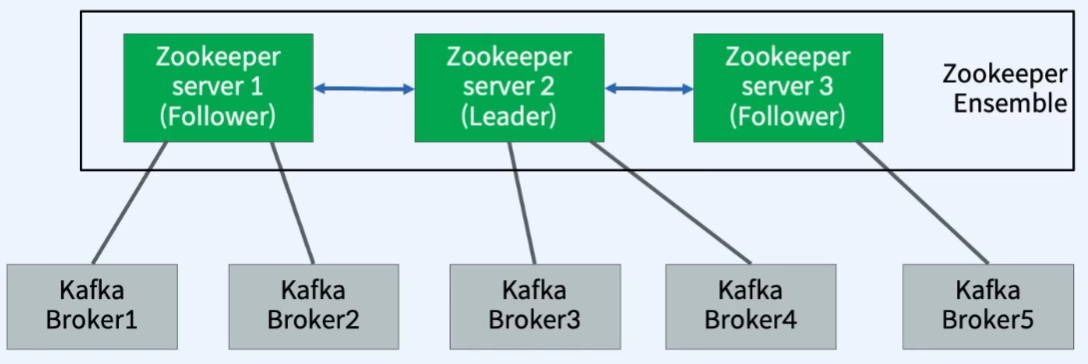 Zookeeper
server 1
(Follower)
Zookeeper
server 2
(Leader)
Zookeeper
server 3
(Follower)
Zookeeper
Ensemble
Kafka
Broker1
Kafka
Broker2
Kafka
Broker3
Kafka
Broker4
Kafka
Broker5